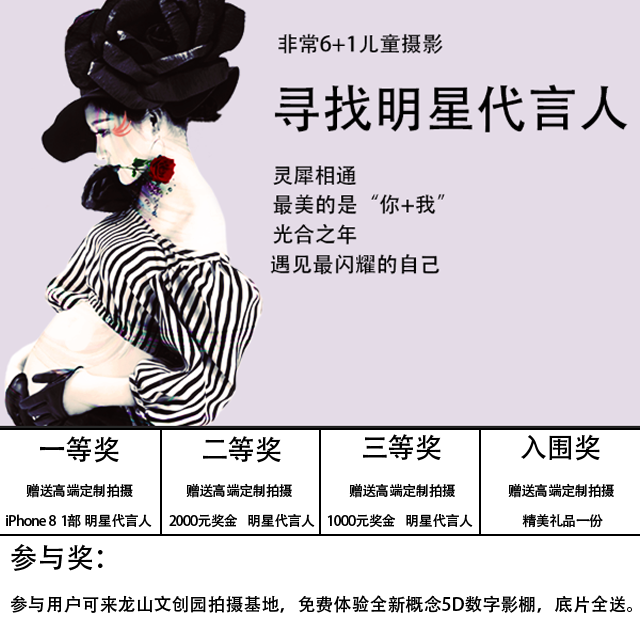 非常6+1儿童摄影
寻找明星代言人
灵犀相通
最美的是“你+我”
光合之年
遇见最闪耀的自己
一等奖
赠送高端定制拍摄
iPhone 8 1部 明星代言人
二等奖
赠送高端定制拍摄
2000元奖金 明星代言人
三等奖
赠送高端定制拍摄
1000元奖金 明星代言人
入围奖
赠送高端定制拍摄
精美礼品一份
参与奖：
参与用户可来龙山文创园拍摄基地，免费体验全新概念5D数字影棚，底片全送。